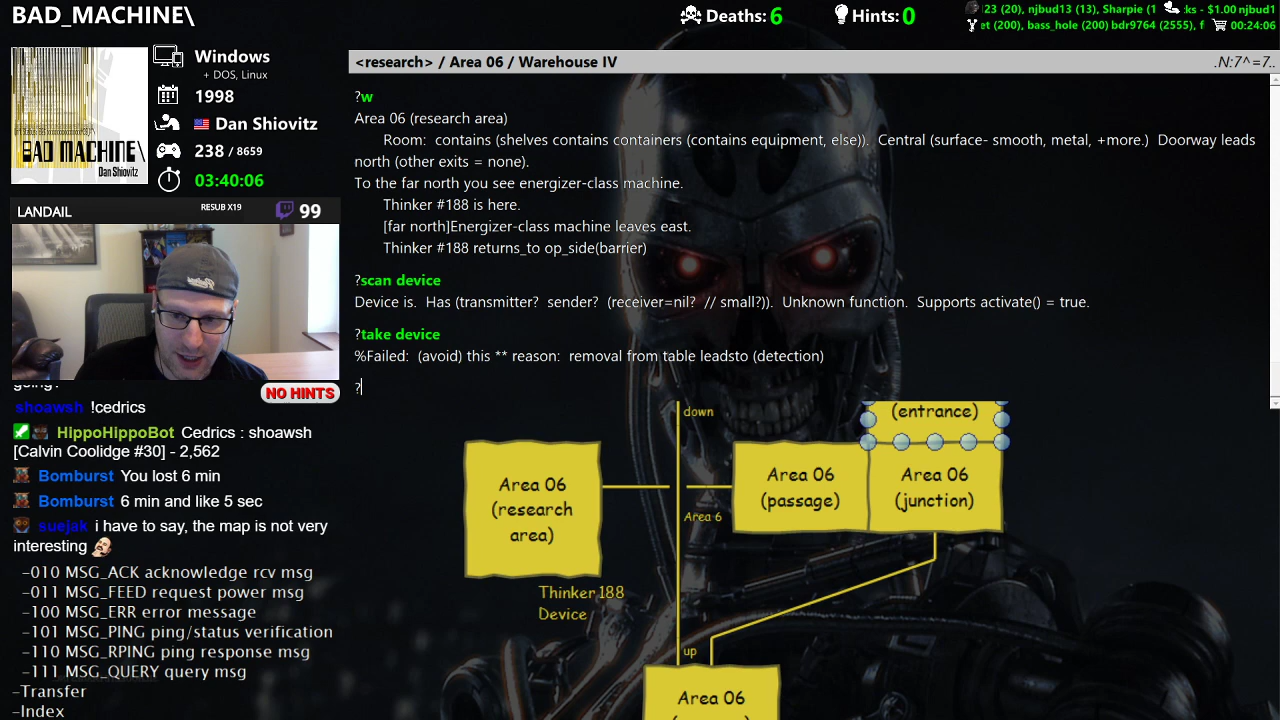 BAD_MACHINE\
Deaths: 6
Hints: 0
123 (20), njbud13 (13), Sharpie (1
:ks - $1.00 njbud1
et (200), bass_hole (200) bdr9764 (2555), f
00:24:06
BAD MACHINE\
Dan Shiovitz
Windows
+ DOS, Linux
1998
Dan Shiovitz
238 / 8659
03:40:06
LANDAIL
RESUB X19
99
<research> / Area 06 / Warehouse IV
.N:7^=7..
?w
Area 06 (research area)
Room: contains (shelves contains containers (contains equipment, else)). Central (surface- smooth, metal, +more.) Doorway leads
north (other exits = none).
To the far north you see energizer-class machine.
Thinker #188 is here.
[far north]Energizer-class machine leaves east.
Thinker #188 returns_to op_side(barrier)
?scan device
Device is. Has (transmitter? sender? (receiver=nil? // small?)). Unknown function. Supports activate() = true.
?take device
%Failed: (avoid) this ** reason: removal from table leadsto (detection)
?
NO HINTS
going?
shoawsh !cedrics
HippoHippoBot Cedrics : shoawsh
[Calvin Coolidge #30] - 2,562
Bomburst You lost 6 min
Bomburst 6 min and like 5 sec
suejak i have to say, the map is not very
interesting
-010 MSG_ACK acknowledge rcv msg
-011 MSG_FEED request power msg
-100 MSG_ERR error message
-101 MSG_PING ping/status verification
-110 MSG_RPING ping response msg
-111 MSG_QUERY query msg
-Transfer
-Index
down
(entrance)
Area 06
(research
area)
Area 06
(passage)
Area 06
(junction)
Area 6
Thinker 188
Device
up
Area 06